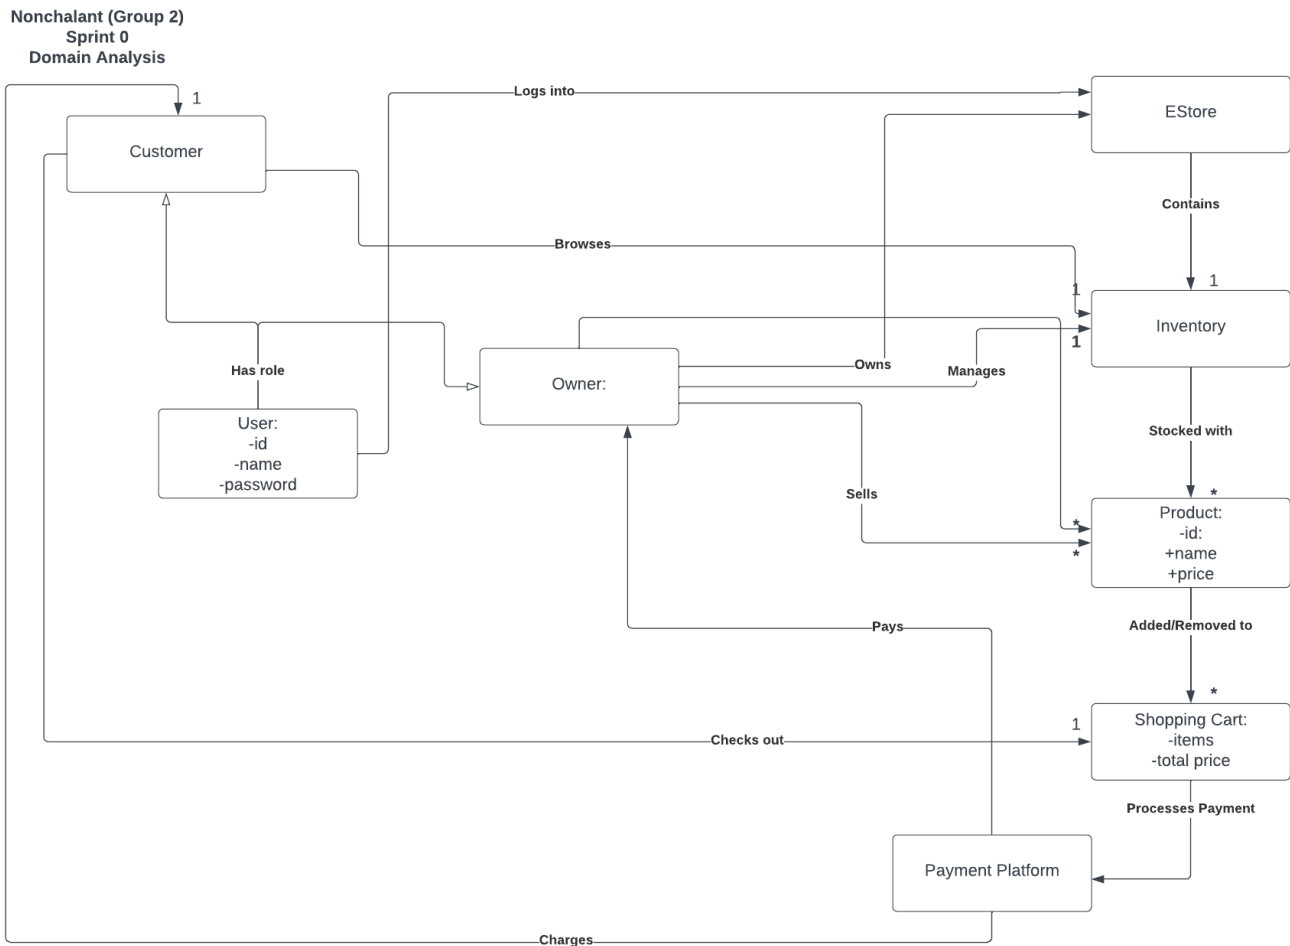 Nonchalant (Group 2)
Sprint 0
Domain Analysis
1
Logs into
EStore
Customer
Contains
Browses
1
1
Inventory
1
Owns
Manages
Has role
Owner:
User:
-id
-name
-password
Stocked with
Sells
*
Product:
-id:
+name
+price
*
*
Pays
Added/Removed to
*
1
Shopping Cart:
-items
-total price
Checks out
Processes Payment
Payment Platform
Charges